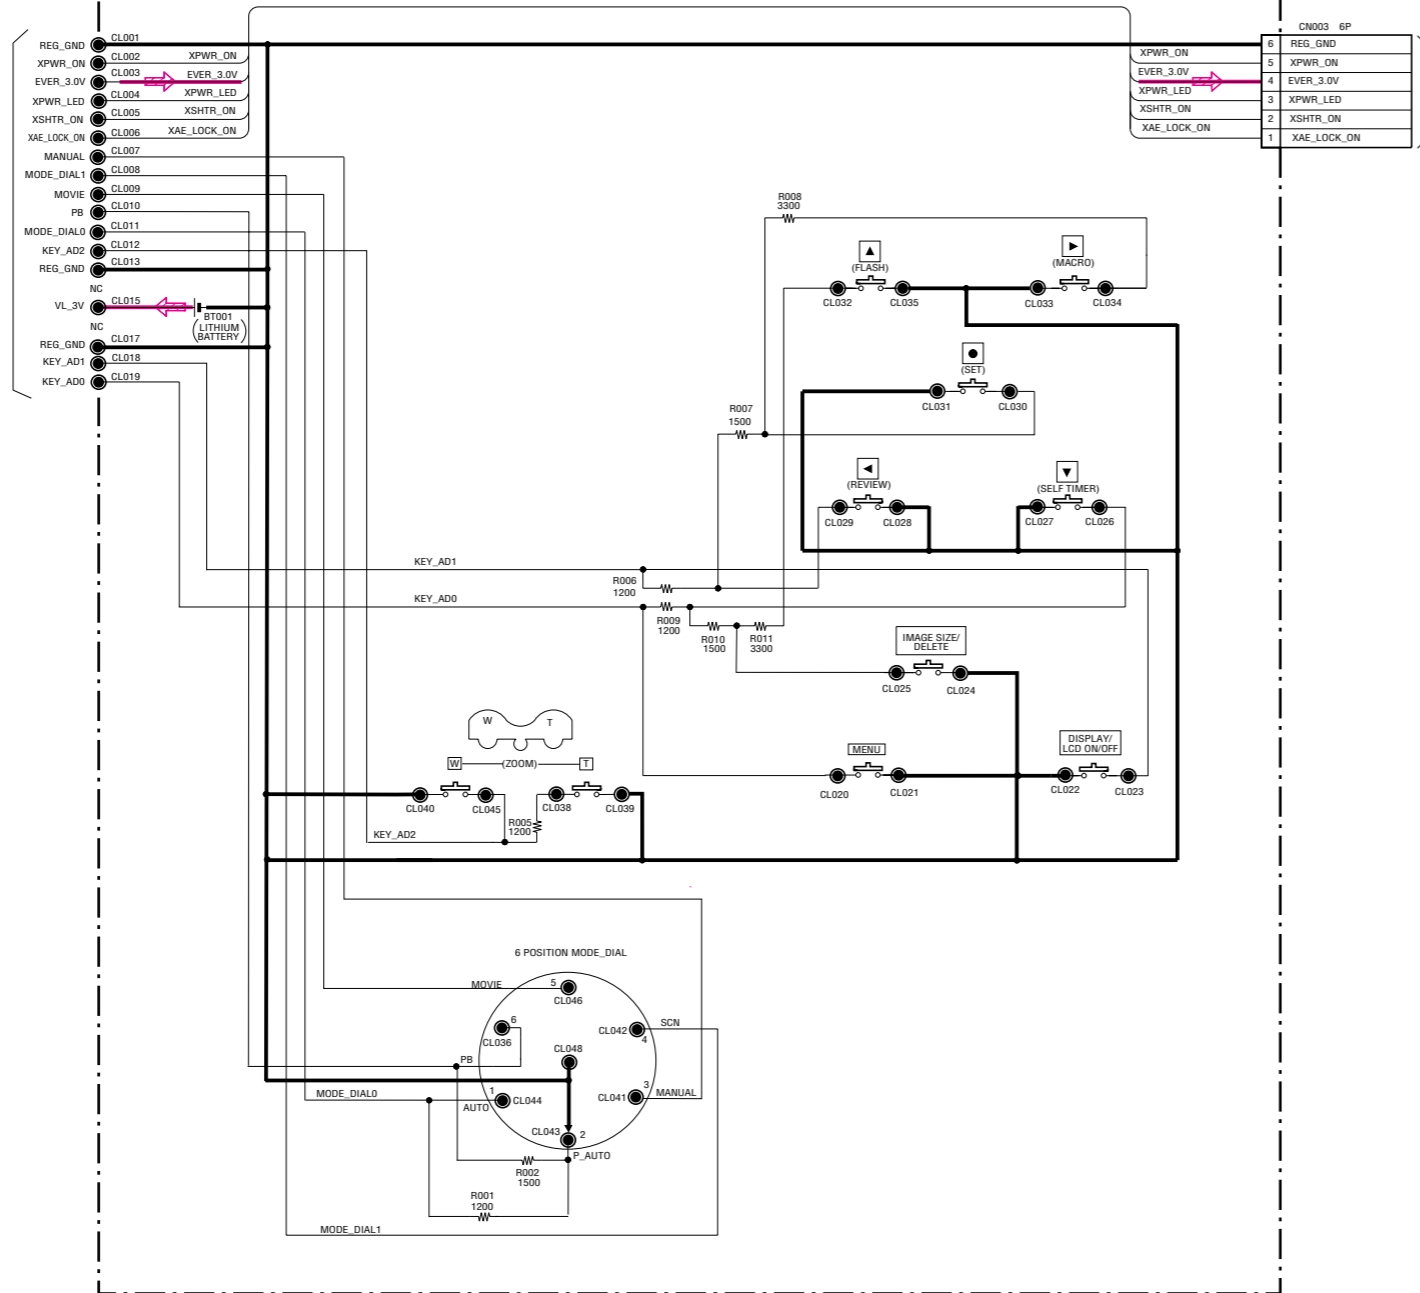 CN003 6P
REG_GND CL001
XPWR_ON CL002 XPWR_ON
EVER_3.0V CL003 EVER_3.0V
XPWR_LED CL004 XPWR_LED
XSHTR_ON CL005 XSHTR_ON
XAE_LOCK_ON CL006 XAE_LOCK_ON
MANUAL CL007
MODE_DIAL1 CL008
MOVIE CL009
PB CL010
MODE_DIAL0 CL011
KEY_AD2 CL012
REG_GND CL013
NC
VL_3V CL015
BT001
(LITHIUM
BATTERY)
NC
REG_GND CL017
KEY_AD1 CL018
KEY_AD0 CL019
XPWR_ON
EVER_3.0V
XPWR_LED
XSHTR_ON
XAE_LOCK_ON
6 REG_GND
5 XPWR_ON
4 EVER_3.0V
3 XPWR_LED
2 XSHTR_ON
1 XAE_LOCK_ON
R008
3300
▲
(FLASH)
CL032 CL035
►
(MACRO)
CL033 CL034
●
(SET)
CL031 CL030
R007
1500
◄
(REVIEW)
CL029 CL028
▼
(SELF TIMER)
CL027 CL026
KEY_AD1
R006
1200
KEY_AD0
R009
1200
R010
1500
R011
3300
IMAGE SIZE/
DELETE
CL025 CL024
W T
W (ZOOM) T
CL040 CL045 CL038 CL039
R005
1200
KEY_AD2
MENU
CL020 CL021
DISPLAY/
LCD ON/OFF
CL022 CL023
6 POSITION MODE_DIAL
MOVIE 5
CL046
6
CL036
CL042 SCN
4
CL048
PB
MODE_DIAL0
1
AUTO CL044
3
CL041 MANUAL
CL043 2
P_AUTO
R002
1500
R001
1200
MODE_DIAL1